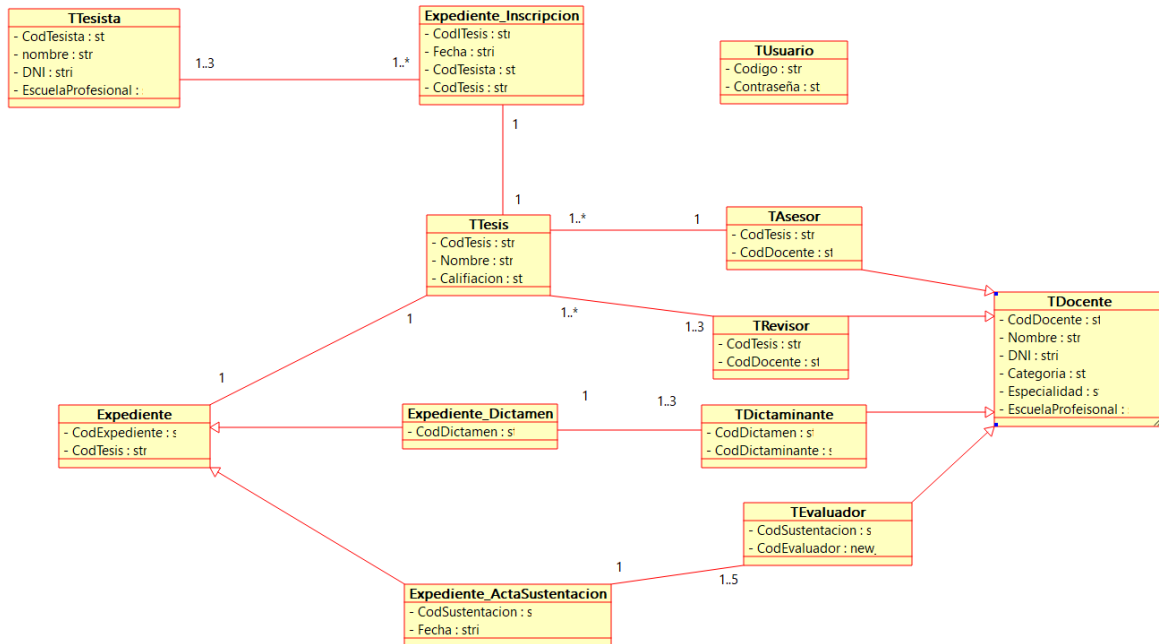 TTesista
- CodTesista : st
- nombre : str
- DNI : stri
- EscuelaProfesional :
1..3
1..*
Expediente_Inscripcion
- CodITesis : stri
- Fecha : stri
- CodTesista : st
- CodTesis : str
TUsuario
- Codigo : str
- Contraseña : st
1
1
TTesis
- CodTesis : str
- Nombre : str
- Califiacion : st
1..*
1
TAsesor
- CodTesis : str
- CodDocente : st
1..*
1..3
TRevisor
- CodTesis : str
- CodDocente : st
TDocente
- CodDocente : st
- Nombre : str
- DNI : stri
- Categoria : st
- Especialidad : s
- EscuelaProfeisonal :
1
1
Expediente
- CodExpediente : s
- CodTesis : str
Expediente_Dictamen
- CodDictamen : st
1
1..3
TDictaminante
- CodDictamen : st
- CodDictaminante : s
TEvaluador
- CodSustentacion : s
- CodEvaluador : new_
1
1..5
Expediente_ActaSustentacion
- CodSustentacion : s
- Fecha : stri